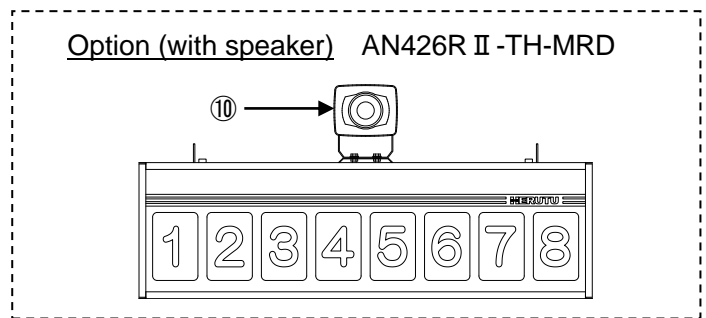 Option (with speaker) AN426RⅡ-TH-MRD
⑩
HERUTU
1 2 3 4 5 6 7 8